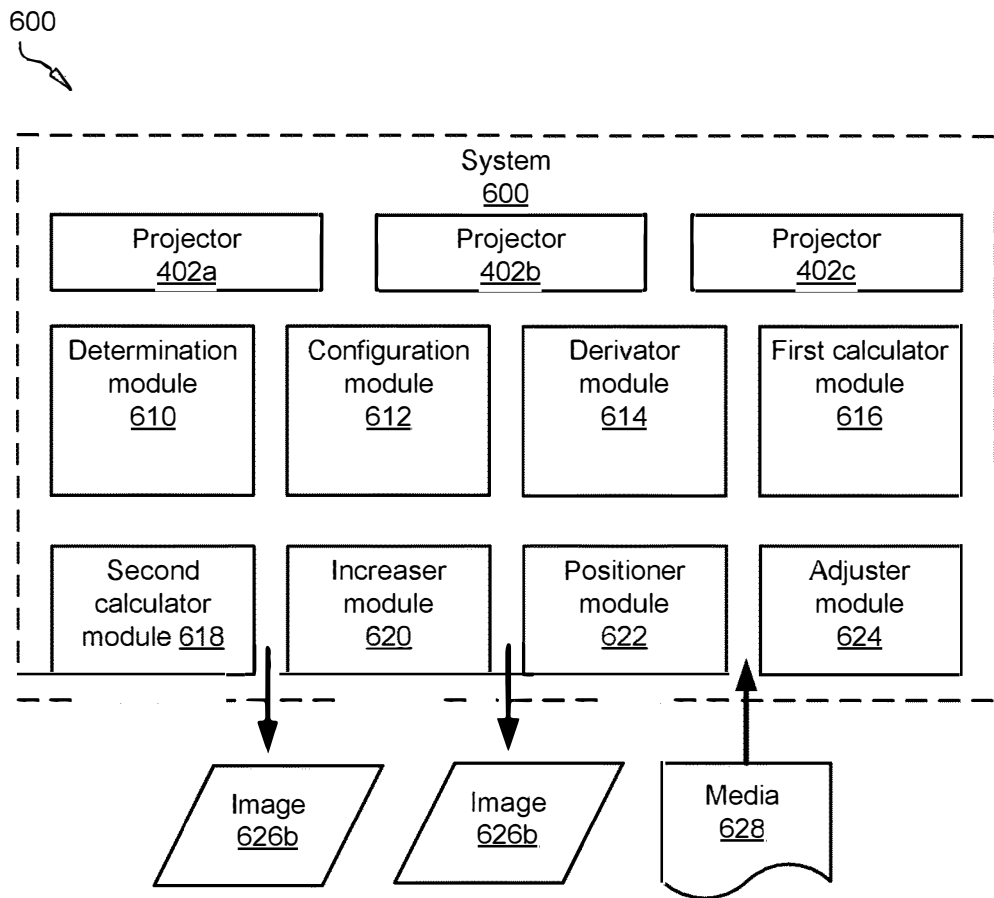 600
System
600
Projector
402a
Projector
402b
Projector
402c
Determination
module
610
Configuration
module
612
Derivator
module
614
First calculator
module
616
Second
calculator
module 618
Increaser
module
620
Positioner
module
622
Adjuster
module
624
Image
626b
Image
626b
Media
628